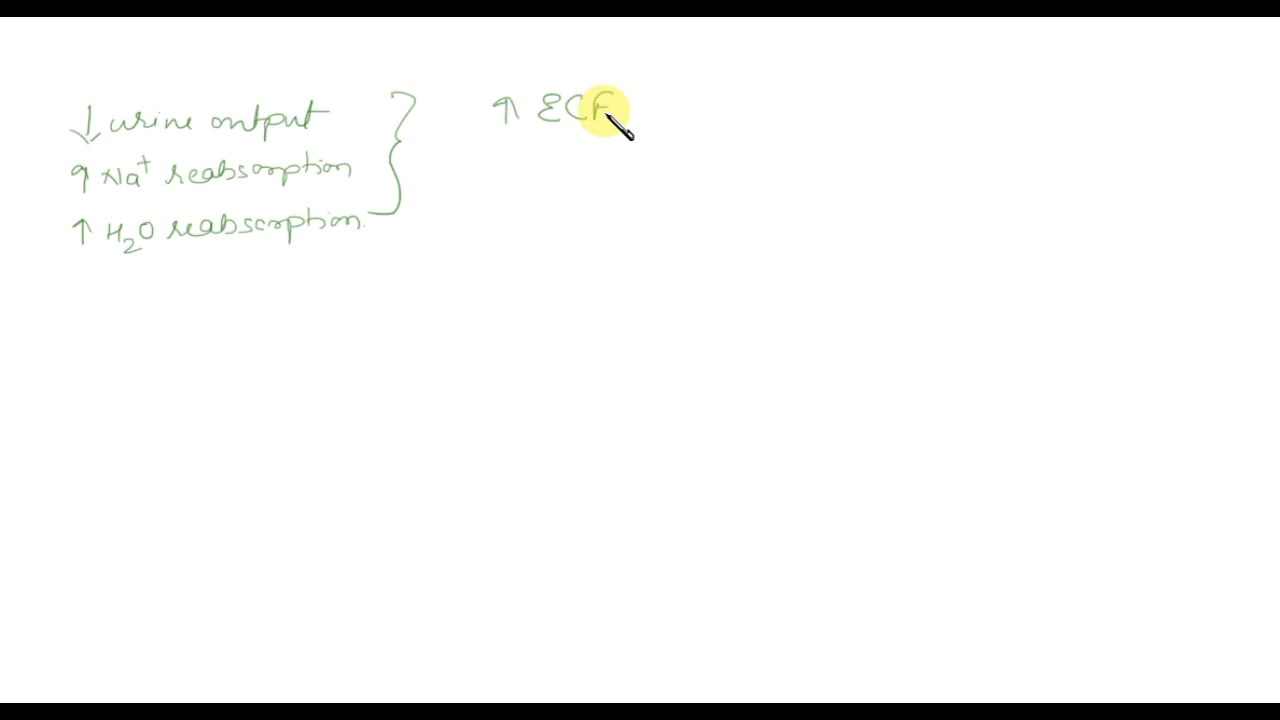 ↓ urine output
↑ Na⁺ reabsorption
↑ H₂O reabsorption.
↑ ECF